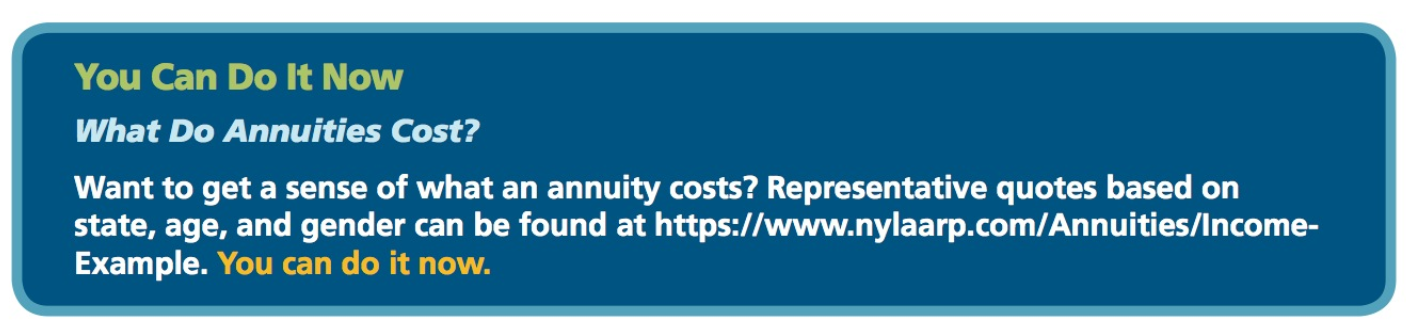 You Can Do It Now
What Do Annuities Cost?
Want to get a sense of what an annuity costs? Representative quotes based on
state, age, and gender can be found at https://www.nylaarp.com/Annuities/Income-
Example. You can do it now.